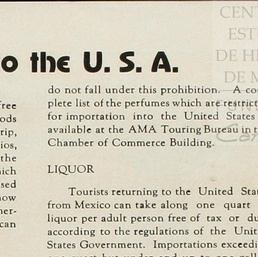 o the U. S. A.
free
ods
rip,
ios,
the
hich
sed
now
her-
can
do not fall under this prohibition. A co
plete list of the perfumes which are restrict
for importation into the United States
available at the AMA Touring Bureau in t
Chamber of Commerce Building.
LIQUOR
Tourists returning to the United Sta
from Mexico can take along one quart
liquor per adult person free of tax or du
according to the regulations of the Unit
States Government. Importations exceedi
CEN
EST
DE H
DE M